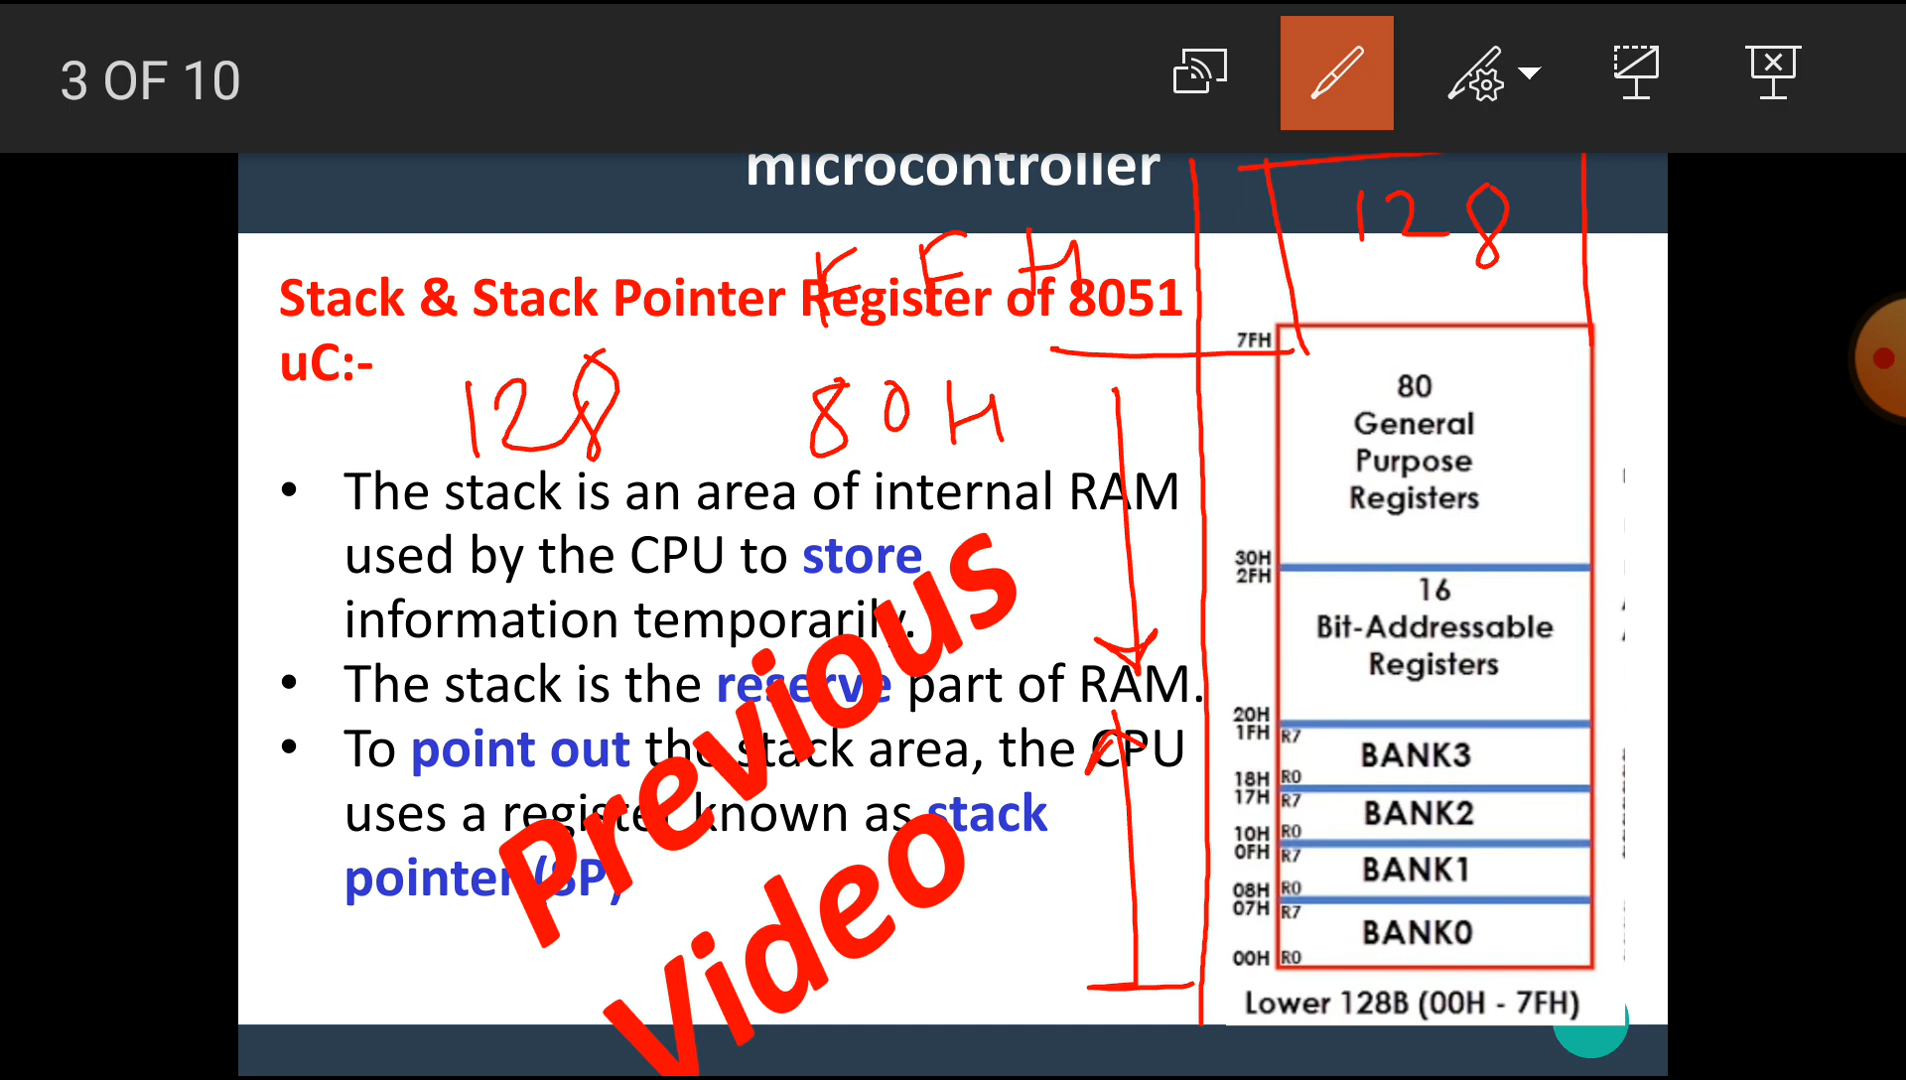 3 OF 10
microcontroller
128
FFH
Stack & Stack Pointer Register of 8051
uC:-
128 80H
• The stack is an area of internal RAM
used by the CPU to store
information temporarily.
• The stack is the reserve part of RAM.
• To point out the stack area, the CPU
uses a register known as stack
pointer (SP)
Previous
Video
7FH
80
General
Purpose
Registers
30H
2FH
16
Bit-Addressable
Registers
20H
1FH R7
BANK3
18H R0
17H R7
BANK2
10H R0
0FH R7
BANK1
08H R0
07H R7
BANK0
00H R0
Lower 128B (00H - 7FH)